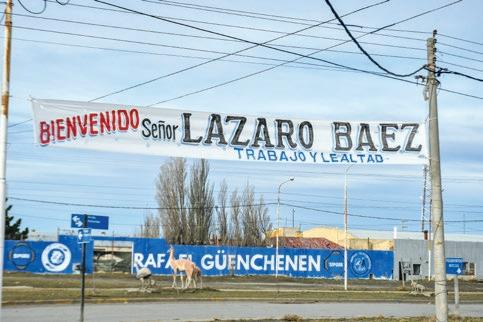 BIENVENIDO Señor LAZARO BAEZ
TRABAJO Y LEALTAD
RAFAEL GÜENCHENEN